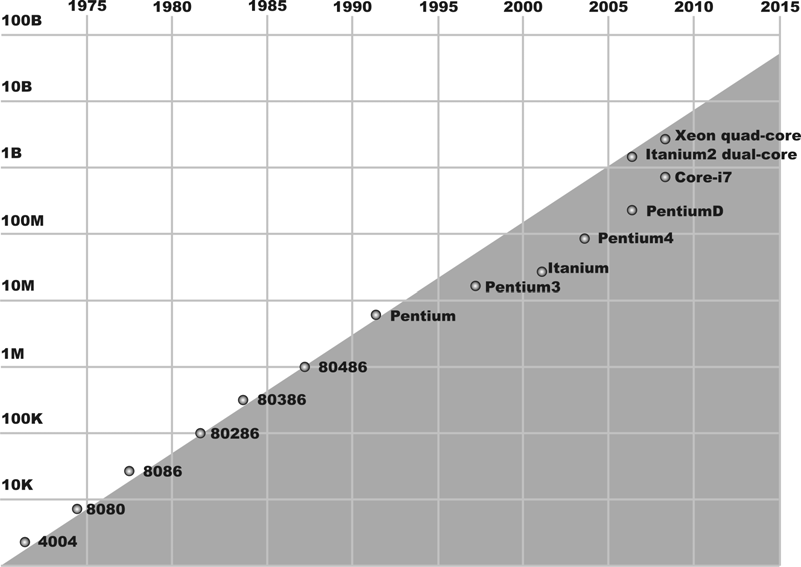 1975 1980 1985 1990 1995 2000 2005 2010 2015
100B
10B
Xeon quad-core
1B
Itanium2 dual-core
Core-i7
PentiumD
100M
Pentium4
Itanium
10M
Pentium3
Pentium
1M
80486
80386
100K
80286
8086
10K
8080
4004